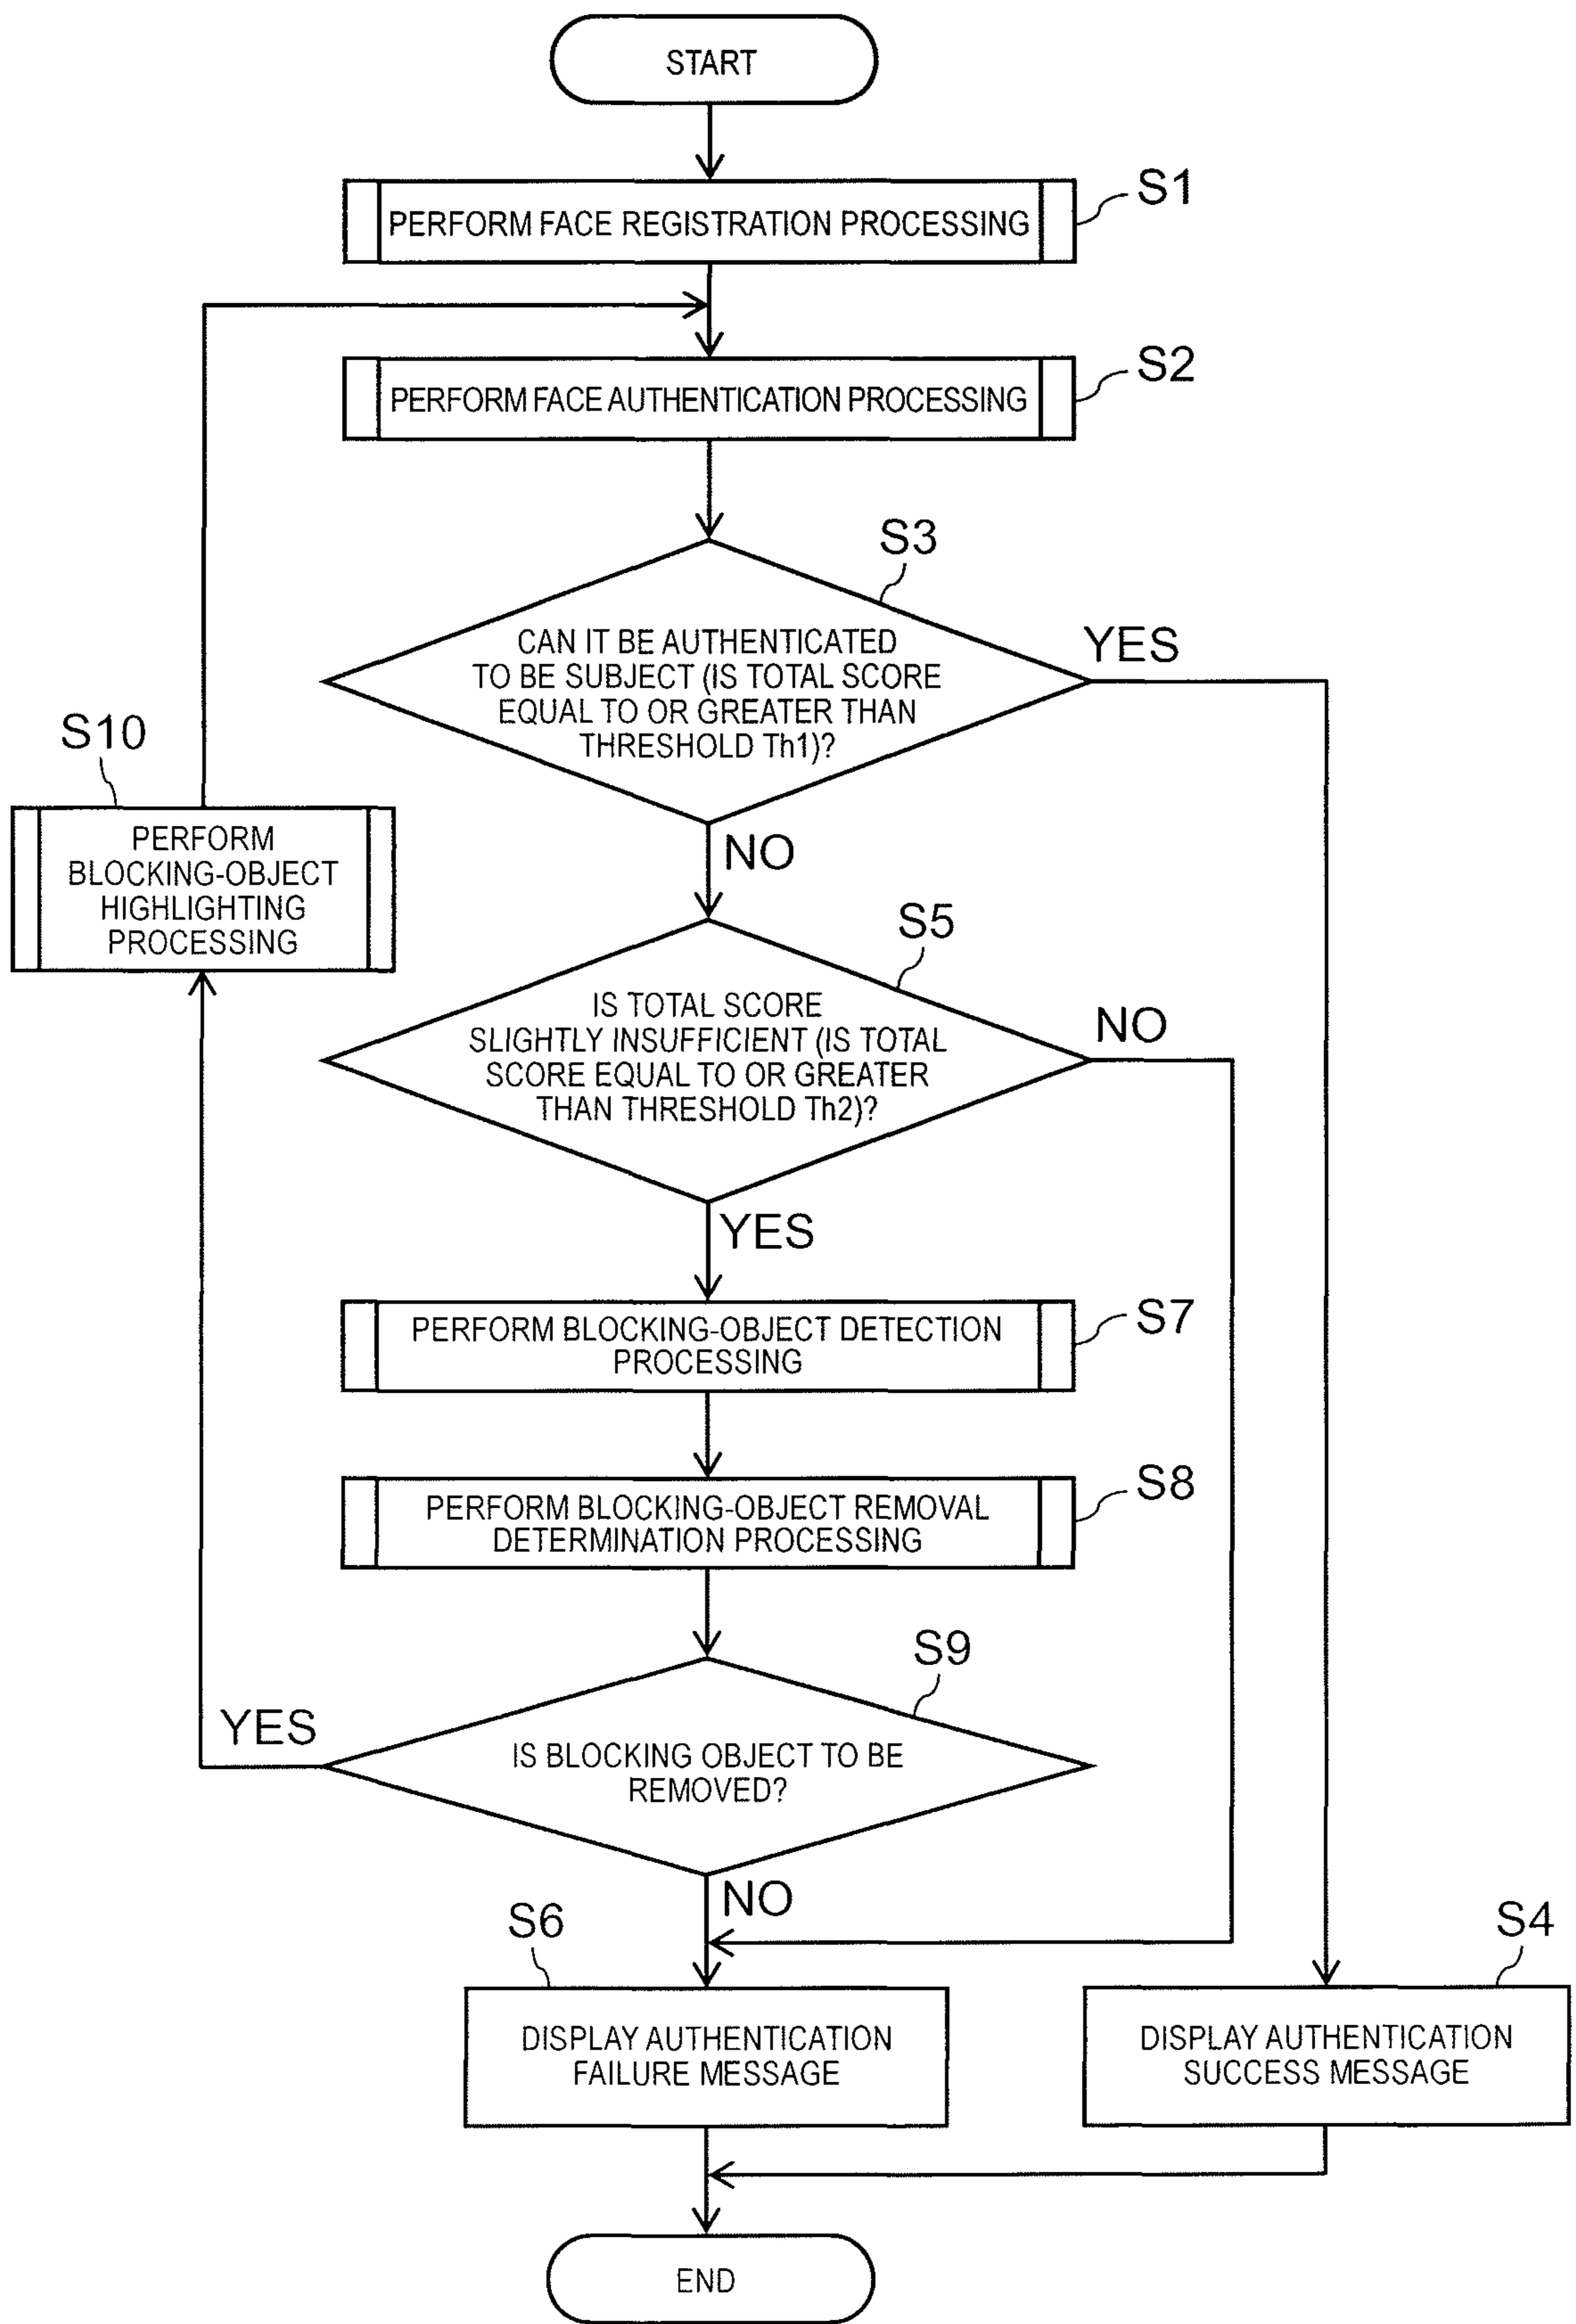 START
S1
PERFORM FACE REGISTRATION PROCESSING
S2
PERFORM FACE AUTHENTICATION PROCESSING
S3
CAN IT BE AUTHENTICATED
TO BE SUBJECT (IS TOTAL SCORE
EQUAL TO OR GREATER THAN
THRESHOLD Th1)?
YES
NO
S10
PERFORM
BLOCKING-OBJECT
HIGHLIGHTING
PROCESSING
S5
IS TOTAL SCORE
SLIGHTLY INSUFFICIENT (IS TOTAL
SCORE EQUAL TO OR GREATER
THAN THRESHOLD Th2)?
NO
YES
S7
PERFORM BLOCKING-OBJECT DETECTION
PROCESSING
S8
PERFORM BLOCKING-OBJECT REMOVAL
DETERMINATION PROCESSING
S9
YES
IS BLOCKING OBJECT TO BE
REMOVED?
NO
S6
DISPLAY AUTHENTICATION
FAILURE MESSAGE
S4
DISPLAY AUTHENTICATION
SUCCESS MESSAGE
END